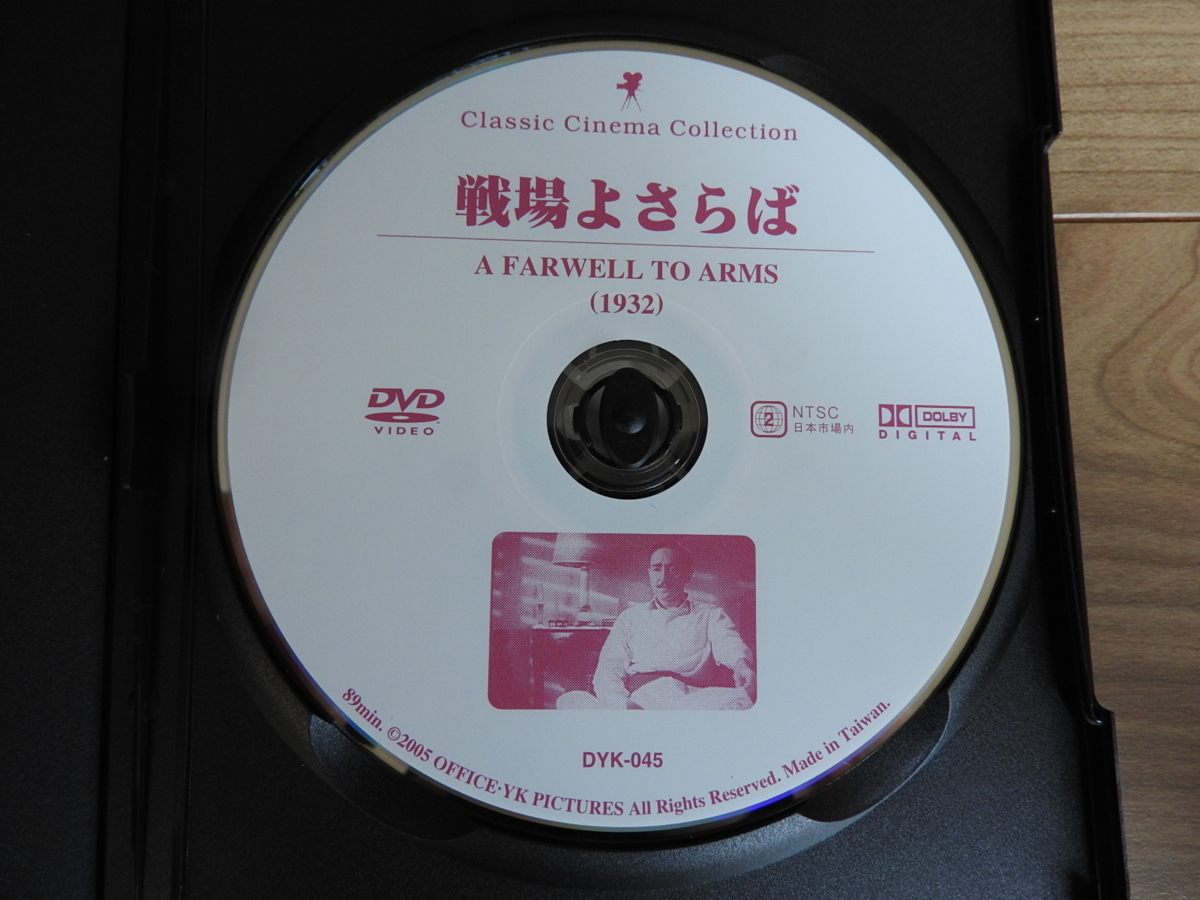 Classic Cinema Collection
戦場よさらば
A FARWELL TO ARMS
(1932)
DVD
VIDEO
2
NTSC
日本市場内
DOLBY
DIGITAL
DYK-045
89min. ©2005 OFFICE·YK PICTURES All Rights Reserved. Made in Taiwan.